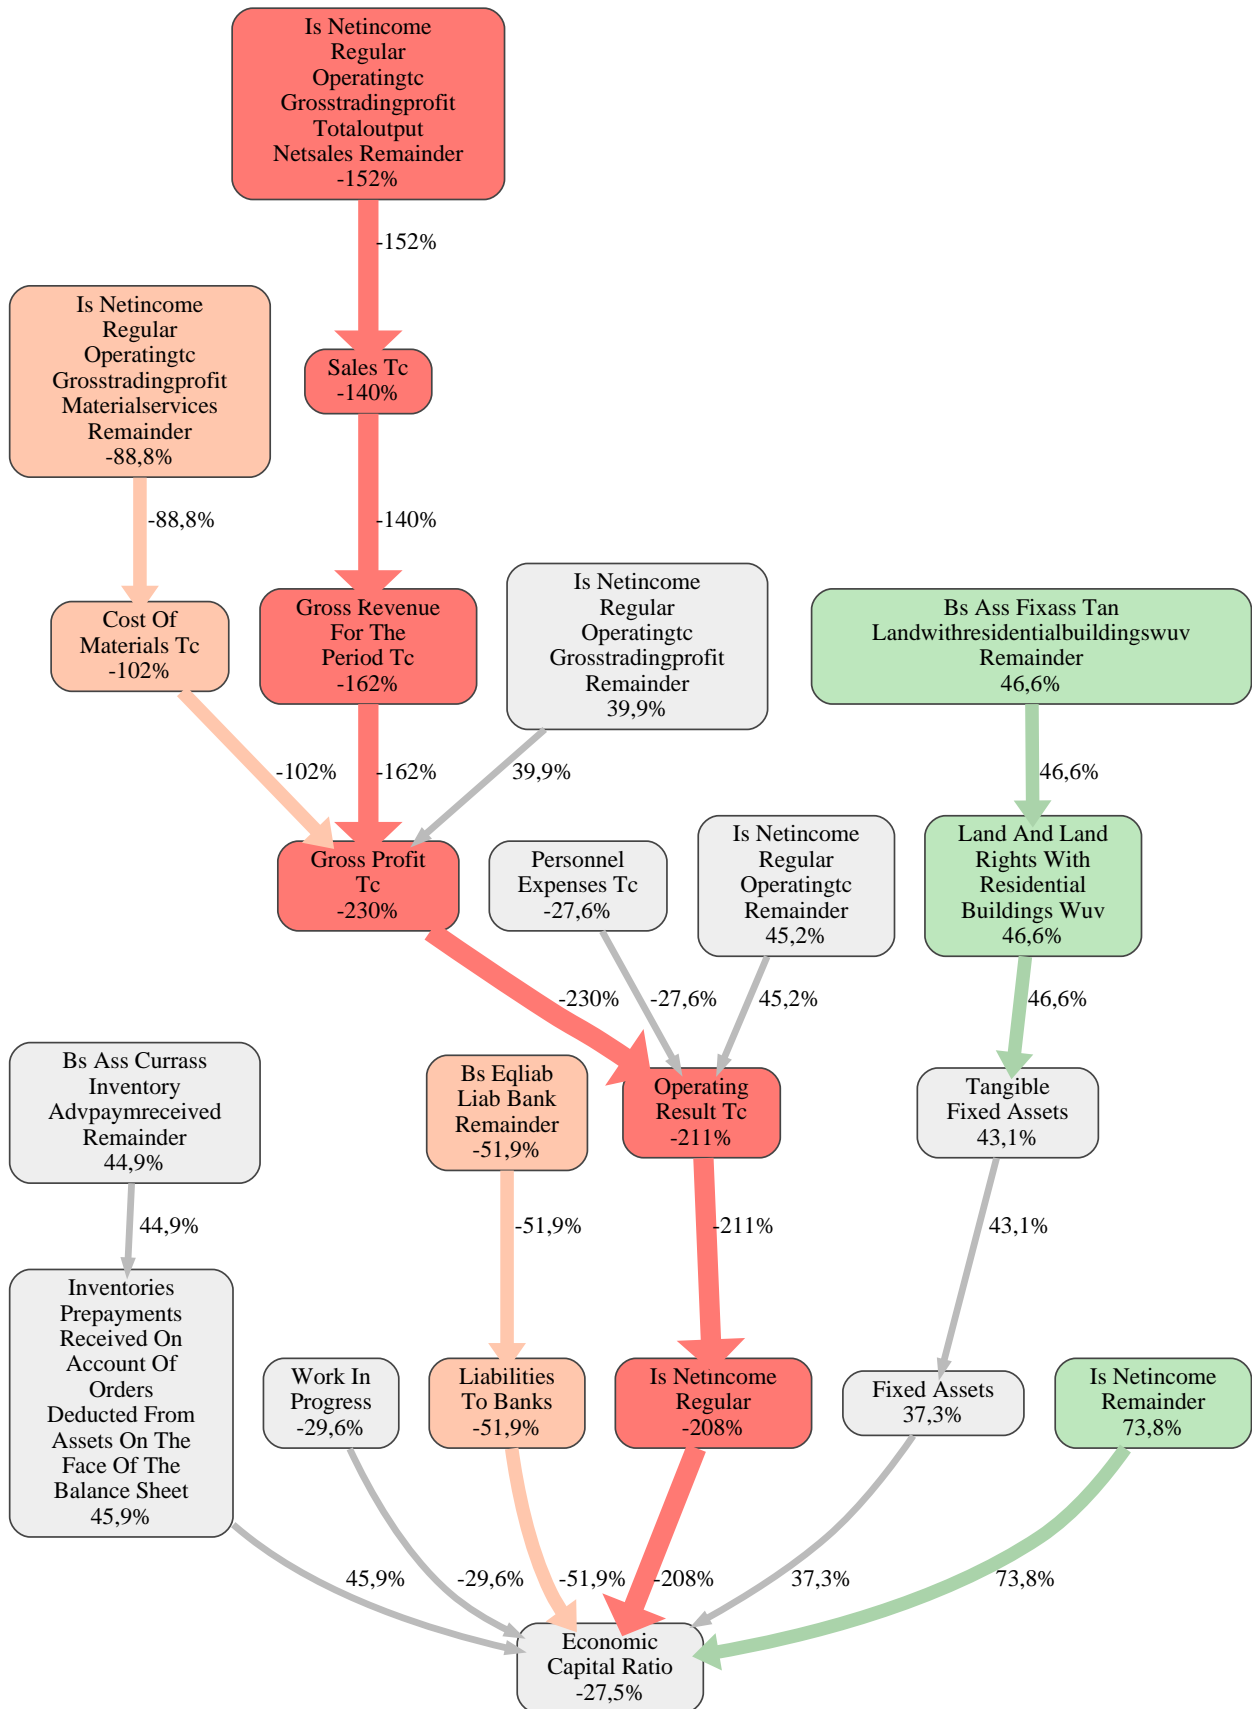 Is Netincome
Regular
Operatingtc
Grosstradingprofit
Totaloutput
Netsales Remainder
-152%
-152%
Is Netincome
Regular
Operatingtc
Grosstradingprofit
Materialservices
Remainder
-88,8%
Sales Tc
-140%
-88,8%
-140%
Cost Of
Materials Tc
-102%
Gross Revenue
For The
Period Tc
-162%
Is Netincome
Regular
Operatingtc
Grosstradingprofit
Remainder
39,9%
Bs Ass Fixass Tan
Landwithresidentialbuildingswuv
Remainder
46,6%
-102%
-162%
39,9%
46,6%
Gross Profit
Tc
-230%
Personnel
Expenses Tc
-27,6%
Is Netincome
Regular
Operatingtc
Remainder
45,2%
Land And Land
Rights With
Residential
Buildings Wuv
46,6%
-230%
-27,6%
45,2%
46,6%
Bs Ass Currass
Inventory
Advpaymreceived
Remainder
44,9%
Bs Eqliab
Liab Bank
Remainder
-51,9%
Operating
Result Tc
-211%
Tangible
Fixed Assets
43,1%
44,9%
-51,9%
-211%
43,1%
Inventories
Prepayments
Received On
Account Of
Orders
Deducted From
Assets On The
Face Of The
Balance Sheet
45,9%
Work In
Progress
-29,6%
Liabilities
To Banks
-51,9%
Is Netincome
Regular
-208%
Fixed Assets
37,3%
Is Netincome
Remainder
73,8%
45,9%
-29,6%
-51,9%
-208%
37,3%
73,8%
Economic
Capital Ratio
-27,5%